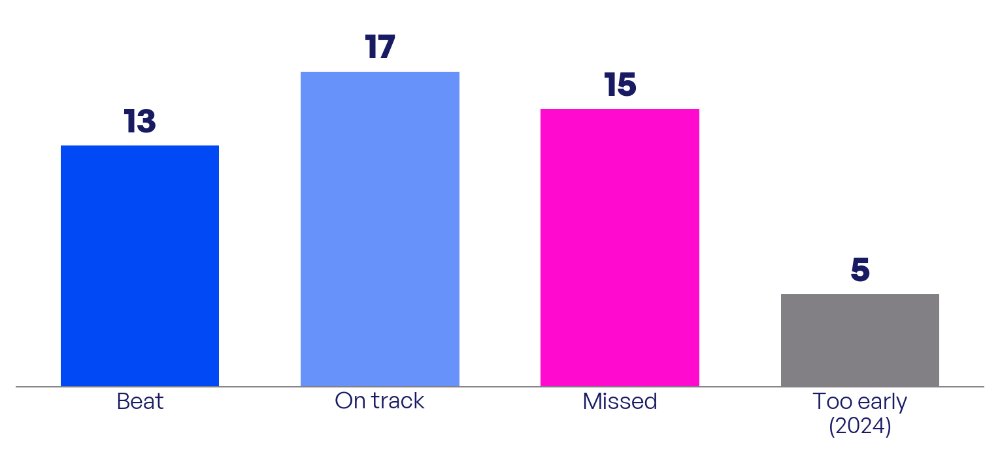 13
17
15
5
Beat
On track
Missed
Too early
(2024)